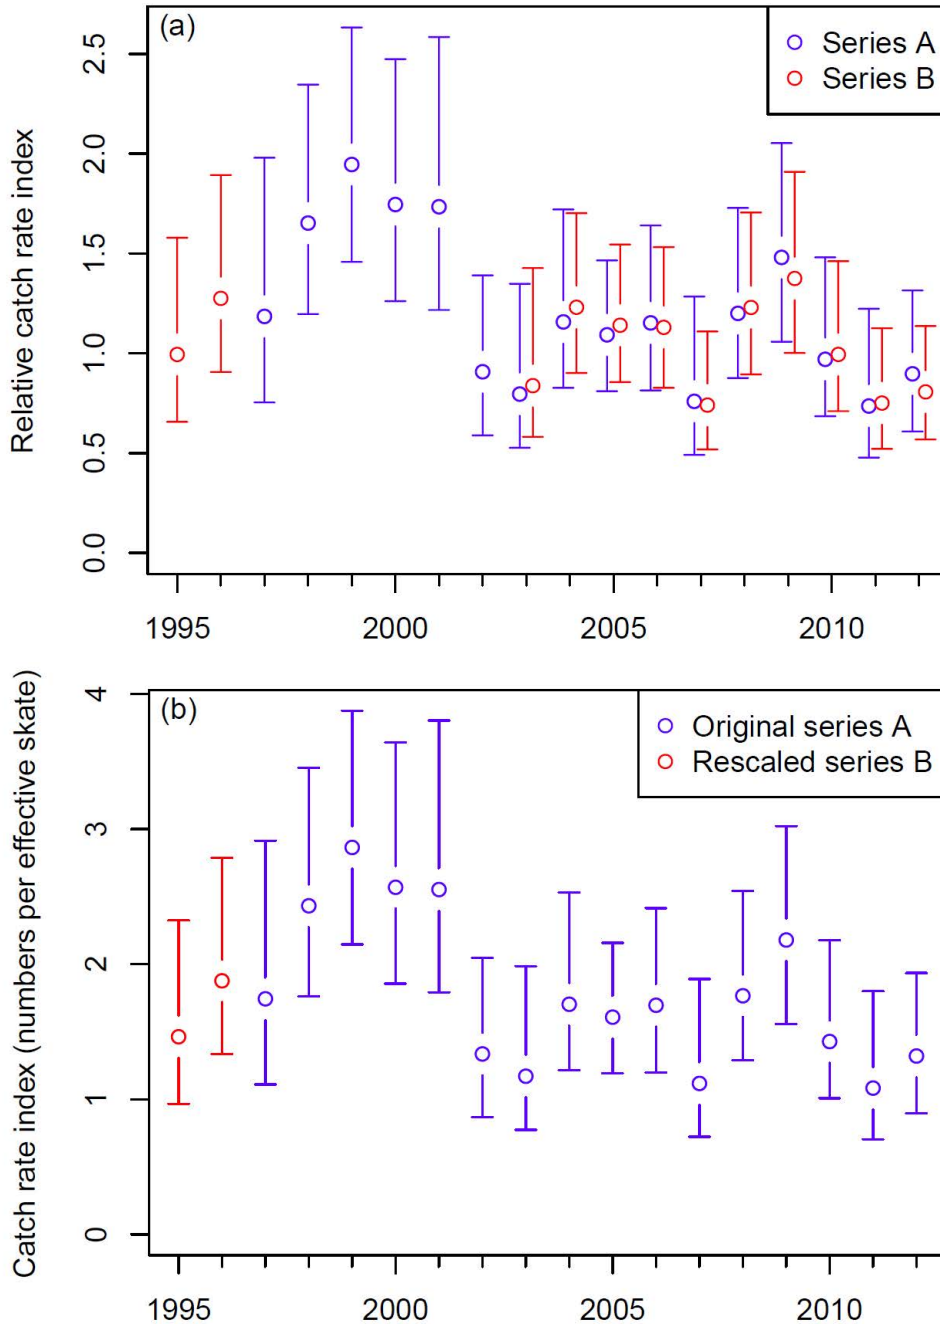 (a)
Series A
Series B
Relative catch rate index
2.5
2.0
1.5
1.0
0.5
0.0
1995 2000 2005 2010
(b)
Original series A
Rescaled series B
Catch rate index (numbers per effective skate)
4
3
2
1
0
1995 2000 2005 2010